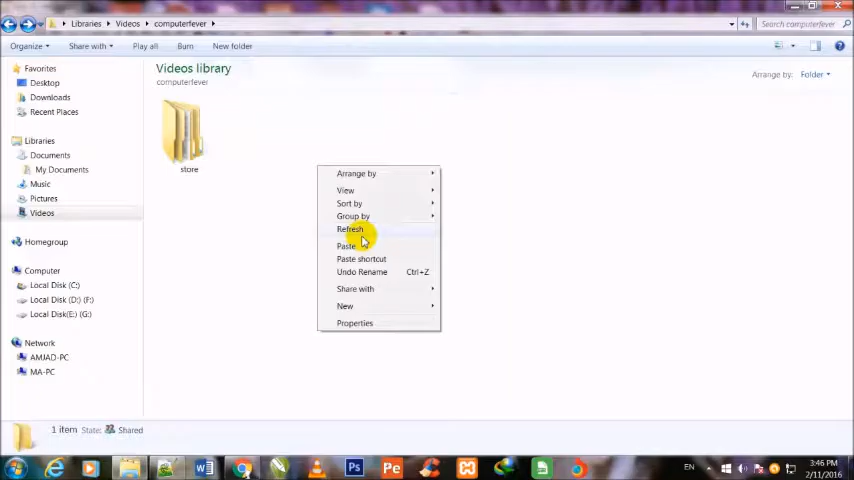 Libraries ▸ Videos ▸ computerfever ▸
Search computerfever
Organize ▾ Share with ▾ Play all Burn New folder
Favorites
Desktop
Downloads
Recent Places
Libraries
Documents
My Documents
Music
Pictures
Videos
Homegroup
Computer
Local Disk (C:)
Local Disk (D:) (F:)
Local Disk(E:) (G:)
Network
AMJAD-PC
MA-PC
Videos library
computerfever
Arrange by: Folder ▾
store
Arrange by
View
Sort by
Group by
Refresh
Paste
Paste shortcut
Undo Rename Ctrl+Z
Share with
New
Properties
1 item State: Shared
W Ps Pe
EN
3:46 PM
2/11/2016